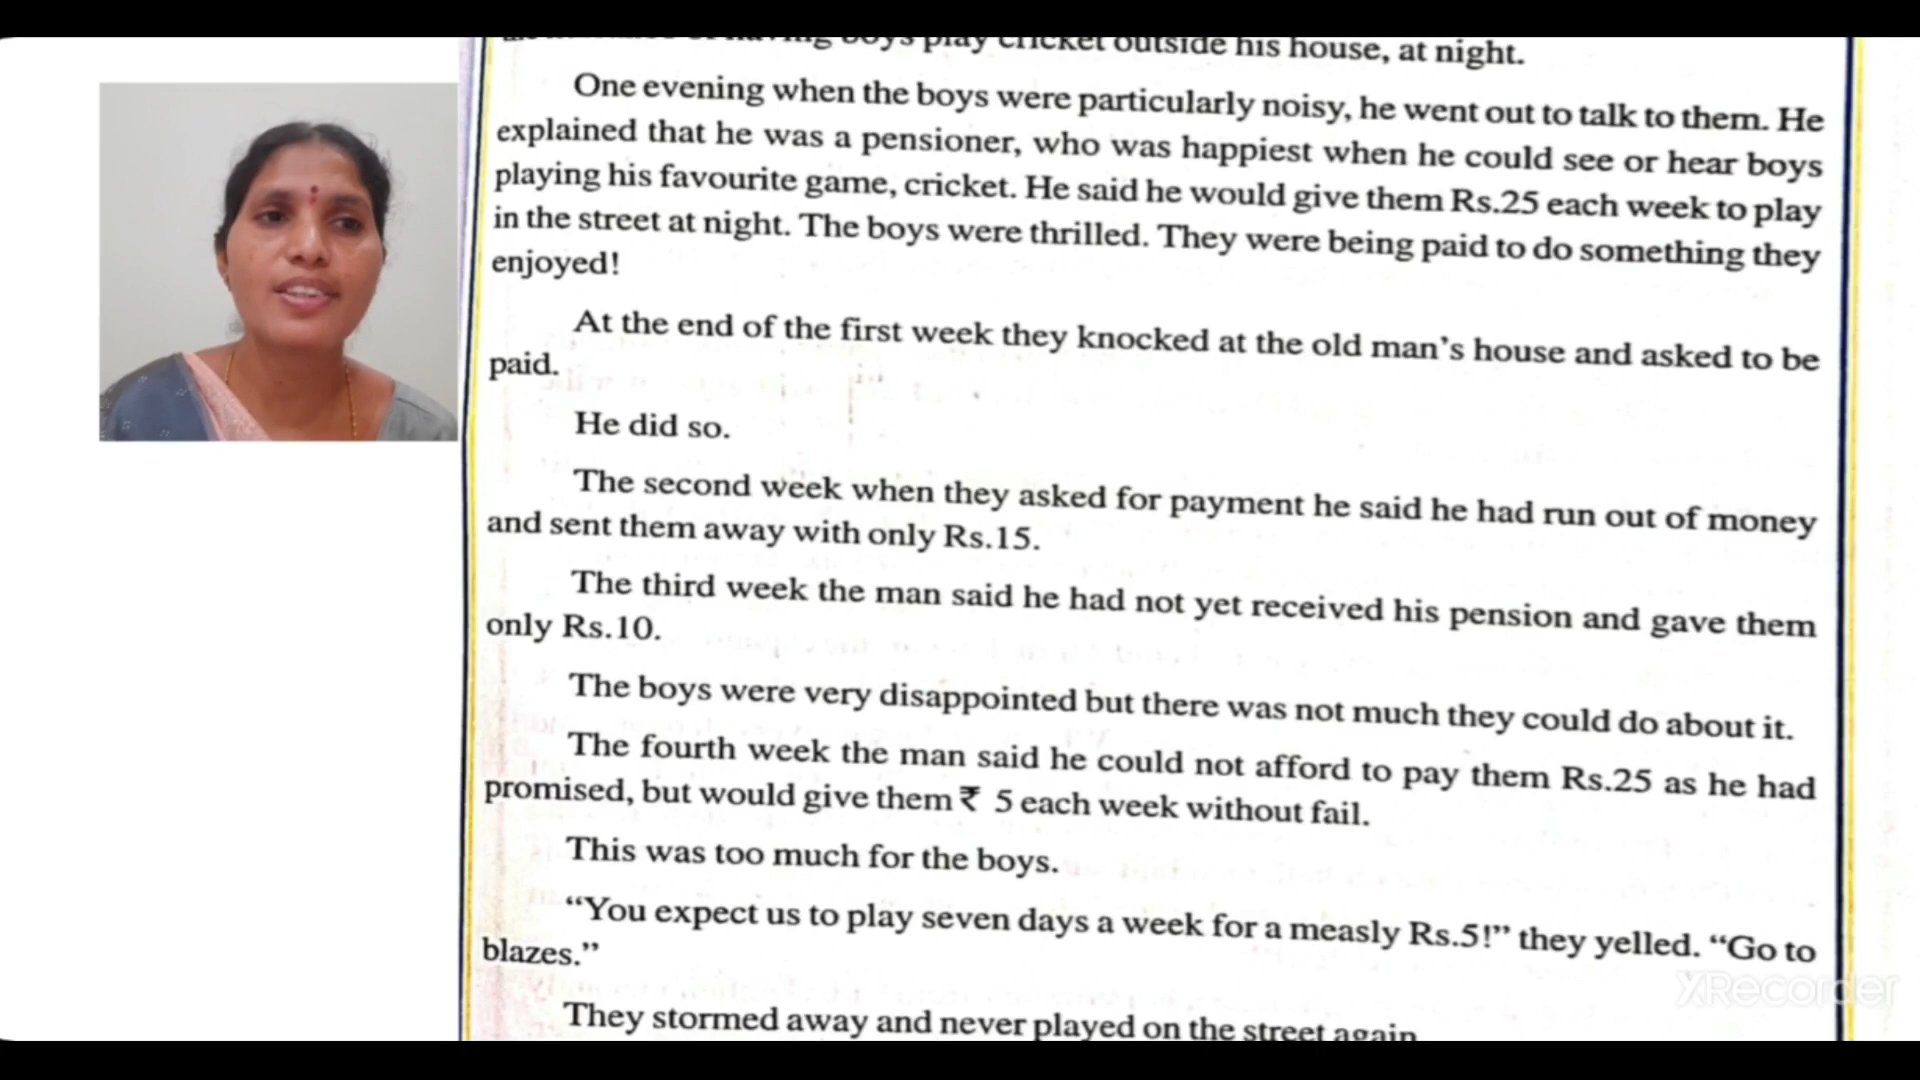 having boys play cricket outside his house, at night.
One evening when the boys were particularly noisy, he went out to talk to them. He
explained that he was a pensioner, who was happiest when he could see or hear boys
playing his favourite game, cricket. He said he would give them Rs.25 each week to play
in the street at night. The boys were thrilled. They were being paid to do something they
enjoyed!
At the end of the first week they knocked at the old man's house and asked to be
paid.
He did so.
The second week when they asked for payment he said he had run out of money
and sent them away with only Rs.15.
The third week the man said he had not yet received his pension and gave them
only Rs.10.
The boys were very disappointed but there was not much they could do about it.
The fourth week the man said he could not afford to pay them Rs.25 as he had
promised, but would give them ₹ 5 each week without fail.
This was too much for the boys.
“You expect us to play seven days a week for a measly Rs.5!” they yelled. “Go to
blazes.”
They stormed away and never played on the street again
XRecorder